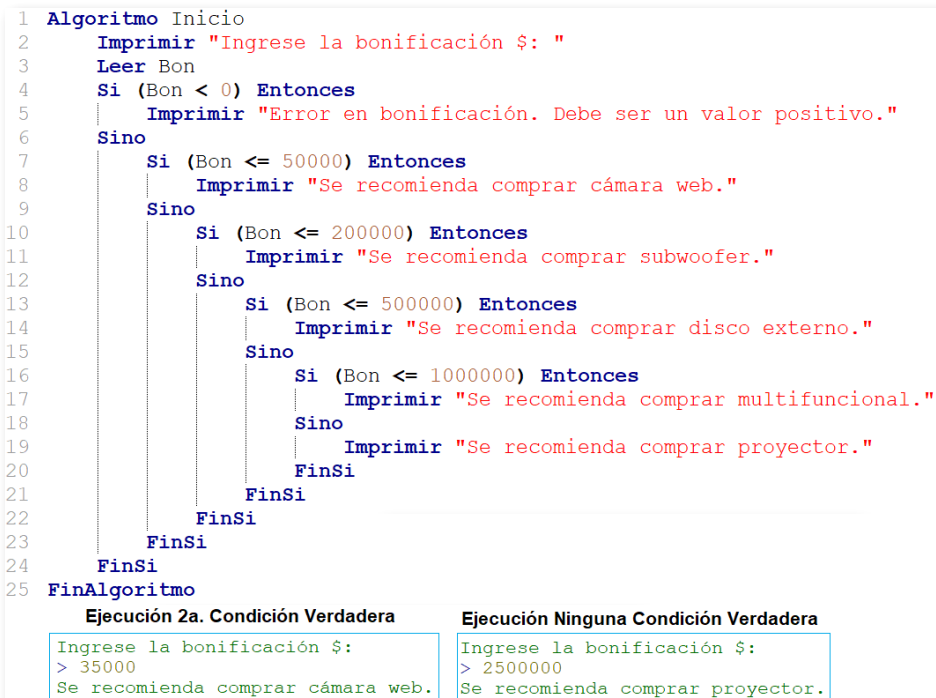 1 Algoritmo Inicio
2 Imprimir "Ingrese la bonificación $: "
3 Leer Bon
4 Si (Bon < 0) Entonces
5 Imprimir "Error en bonificación. Debe ser un valor positivo."
6 Sino
7 Si (Bon <= 50000) Entonces
8 Imprimir "Se recomienda comprar cámara web."
9 Sino
10 Si (Bon <= 200000) Entonces
11 Imprimir "Se recomienda comprar subwoofer."
12 Sino
13 Si (Bon <= 500000) Entonces
14 Imprimir "Se recomienda comprar disco externo."
15 Sino
16 Si (Bon <= 1000000) Entonces
17 Imprimir "Se recomienda comprar multifuncional."
18 Sino
19 Imprimir "Se recomienda comprar proyector."
20 FinSi
21 FinSi
22 FinSi
23 FinSi
24 FinSi
25 FinAlgoritmo
Ejecución 2a. Condición Verdadera
Ingrese la bonificación $:
> 35000
Se recomienda comprar cámara web.
Ejecución Ninguna Condición Verdadera
Ingrese la bonificación $:
> 2500000
Se recomienda comprar proyector.